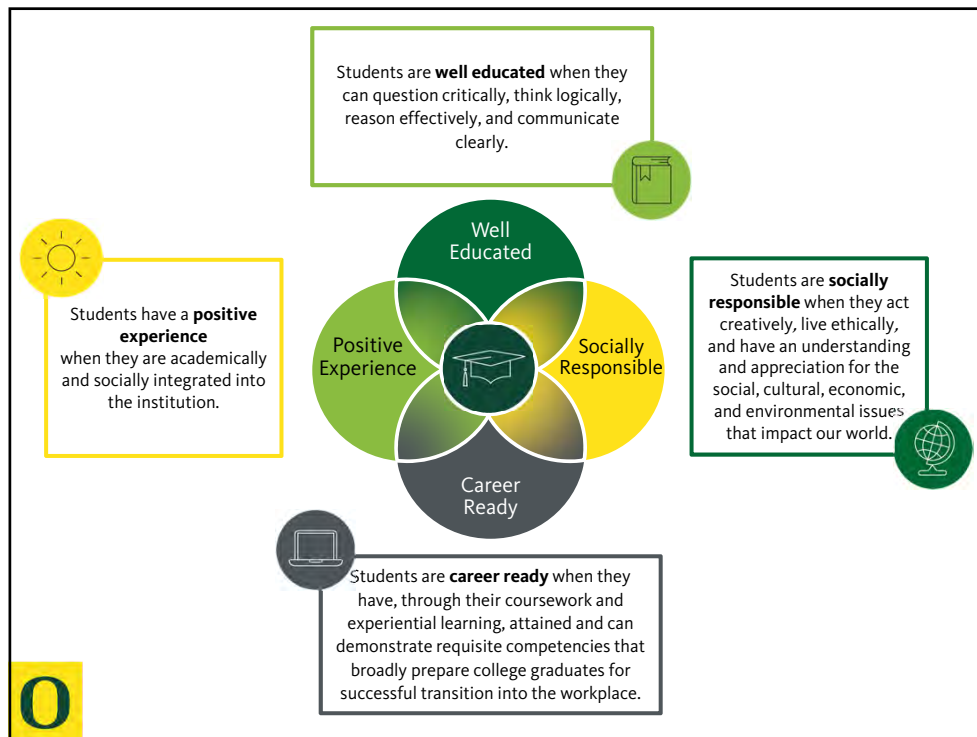 Students are well educated when they
can question critically, think logically,
reason effectively, and communicate
clearly.
Students have a positive
experience
when they are academically
and socially integrated into
the institution.
Well
Educated
Positive
Experience
Socially
Responsible
Career
Ready
Students are socially
responsible when they act
creatively, live ethically,
and have an understanding
and appreciation for the
social, cultural, economic,
and environmental issues
that impact our world.
Students are career ready when they
have, through their coursework and
experiential learning, attained and can
demonstrate requisite competencies that
broadly prepare college graduates for
successful transition into the workplace.
O